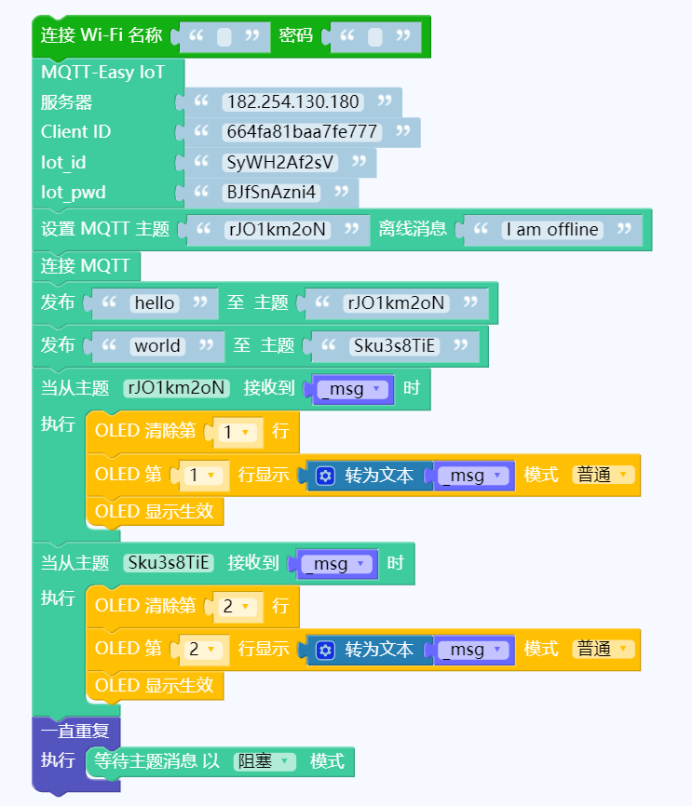 连接 Wi-Fi 名称 “ ” 密码 “ ”
MQTT-Easy IoT
服务器 “ 182.254.130.180 ”
Client ID “ 664fa81baa7fe777 ”
Iot_id “ SyWH2Af2sV ”
Iot_pwd “ BJfSnAzni4 ”
设置 MQTT 主题 “ rJO1km2oN ” 离线消息 “ I am offline ”
连接 MQTT
发布 “ hello ” 至 主题 “ rJO1km2oN ”
发布 “ world ” 至 主题 “ Sku3s8TiE ”
当从主题 rJO1km2oN 接收到 _msg 时
执行 OLED 清除第 1 行
OLED 第 1 行显示 转为文本 _msg 模式 普通
OLED 显示生效
当从主题 Sku3s8TiE 接收到 _msg 时
执行 OLED 清除第 2 行
OLED 第 2 行显示 转为文本 _msg 模式 普通
OLED 显示生效
一直重复
执行 等待主题消息 以 阻塞 模式